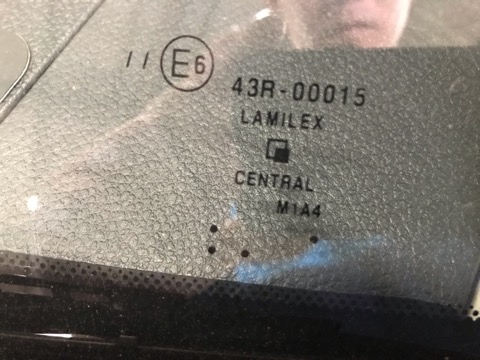 // E6
43R-00015
LAMILEX
CENTRAL
M1A4